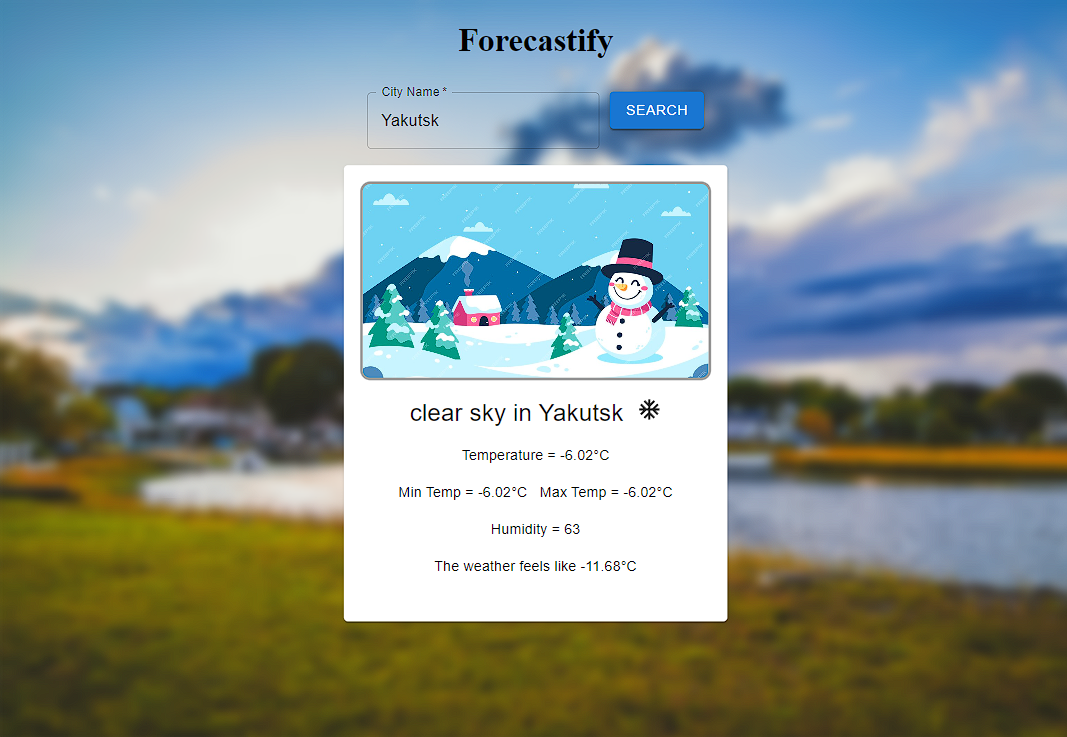 Forecastify
City Name *
Yakutsk
SEARCH
clear sky in Yakutsk
Temperature = -6.02°C
Min Temp = -6.02°C Max Temp = -6.02°C
Humidity = 63
The weather feels like -11.68°C